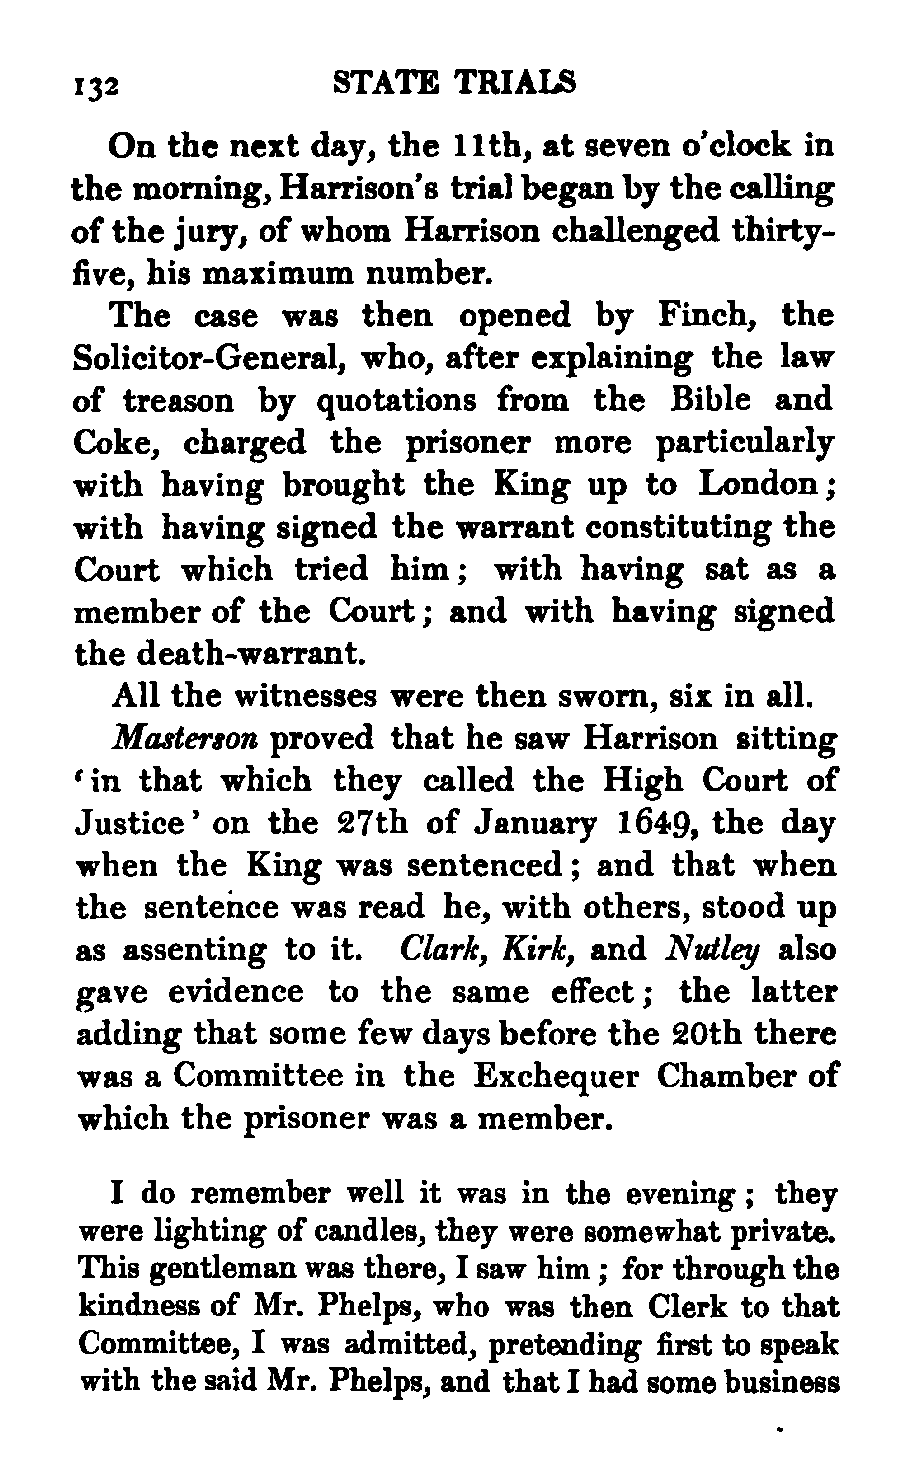 132 STATE TRIALS
On the next day, the 11th, at seven o'clock in
the morning, Harrison's trial began by the calling
of the jury, of whom Harrison challenged thirty-
five, his maximum number.
The case was then opened by Finch, the
Solicitor-General, who, after explaining the law
of treason by quotations from the Bible and
Coke, charged the prisoner more particularly
with having brought the King up to London;
with having signed the warrant constituting the
Court which tried him; with having sat as a
member of the Court; and with having signed
the death-warrant.
All the witnesses were then sworn, six in all.
Masterson proved that he saw Harrison sitting
'in that which they called the High Court of
Justice' on the 27th of January 1649, the day
when the King was sentenced; and that when
the sentence was read he, with others, stood up
as assenting to it. Clark, Kirk, and Nutley also
gave evidence to the same effect; the latter
adding that some few days before the 20th there
was a Committee in the Exchequer Chamber of
which the prisoner was a member.
I do remember well it was in the evening; they
were lighting of candles, they were somewhat private.
This gentleman was there, I saw him; for through the
kindness of Mr. Phelps, who was then Clerk to that
Committee, I was admitted, pretending first to speak
with the said Mr. Phelps, and that I had some business